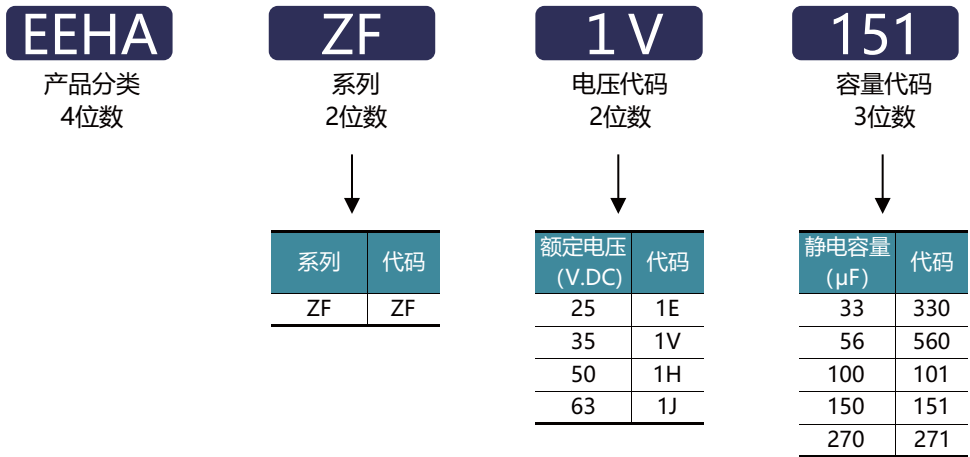 EEHA ZF 1V 151
产品分类 系列 电压代码 容量代码
4位数 2位数 2位数 3位数
系列 代码
ZF ZF
额定电压 (V.DC) 代码
25 1E
35 1V
50 1H
63 1J
静电容量 (μF) 代码
33 330
56 560
100 101
150 151
270 271